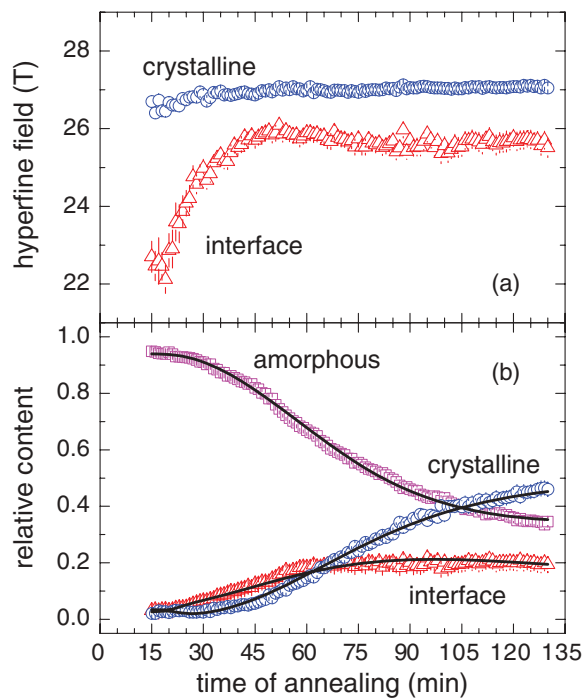 28
crystalline
26
24
interface
22
(a)
hyperfine field (T)
1.0
amorphous
(b)
0.8
0.6
crystalline
0.4
0.2
interface
0.0
relative content
0 15 30 45 60 75 90 105 120 135
time of annealing (min)